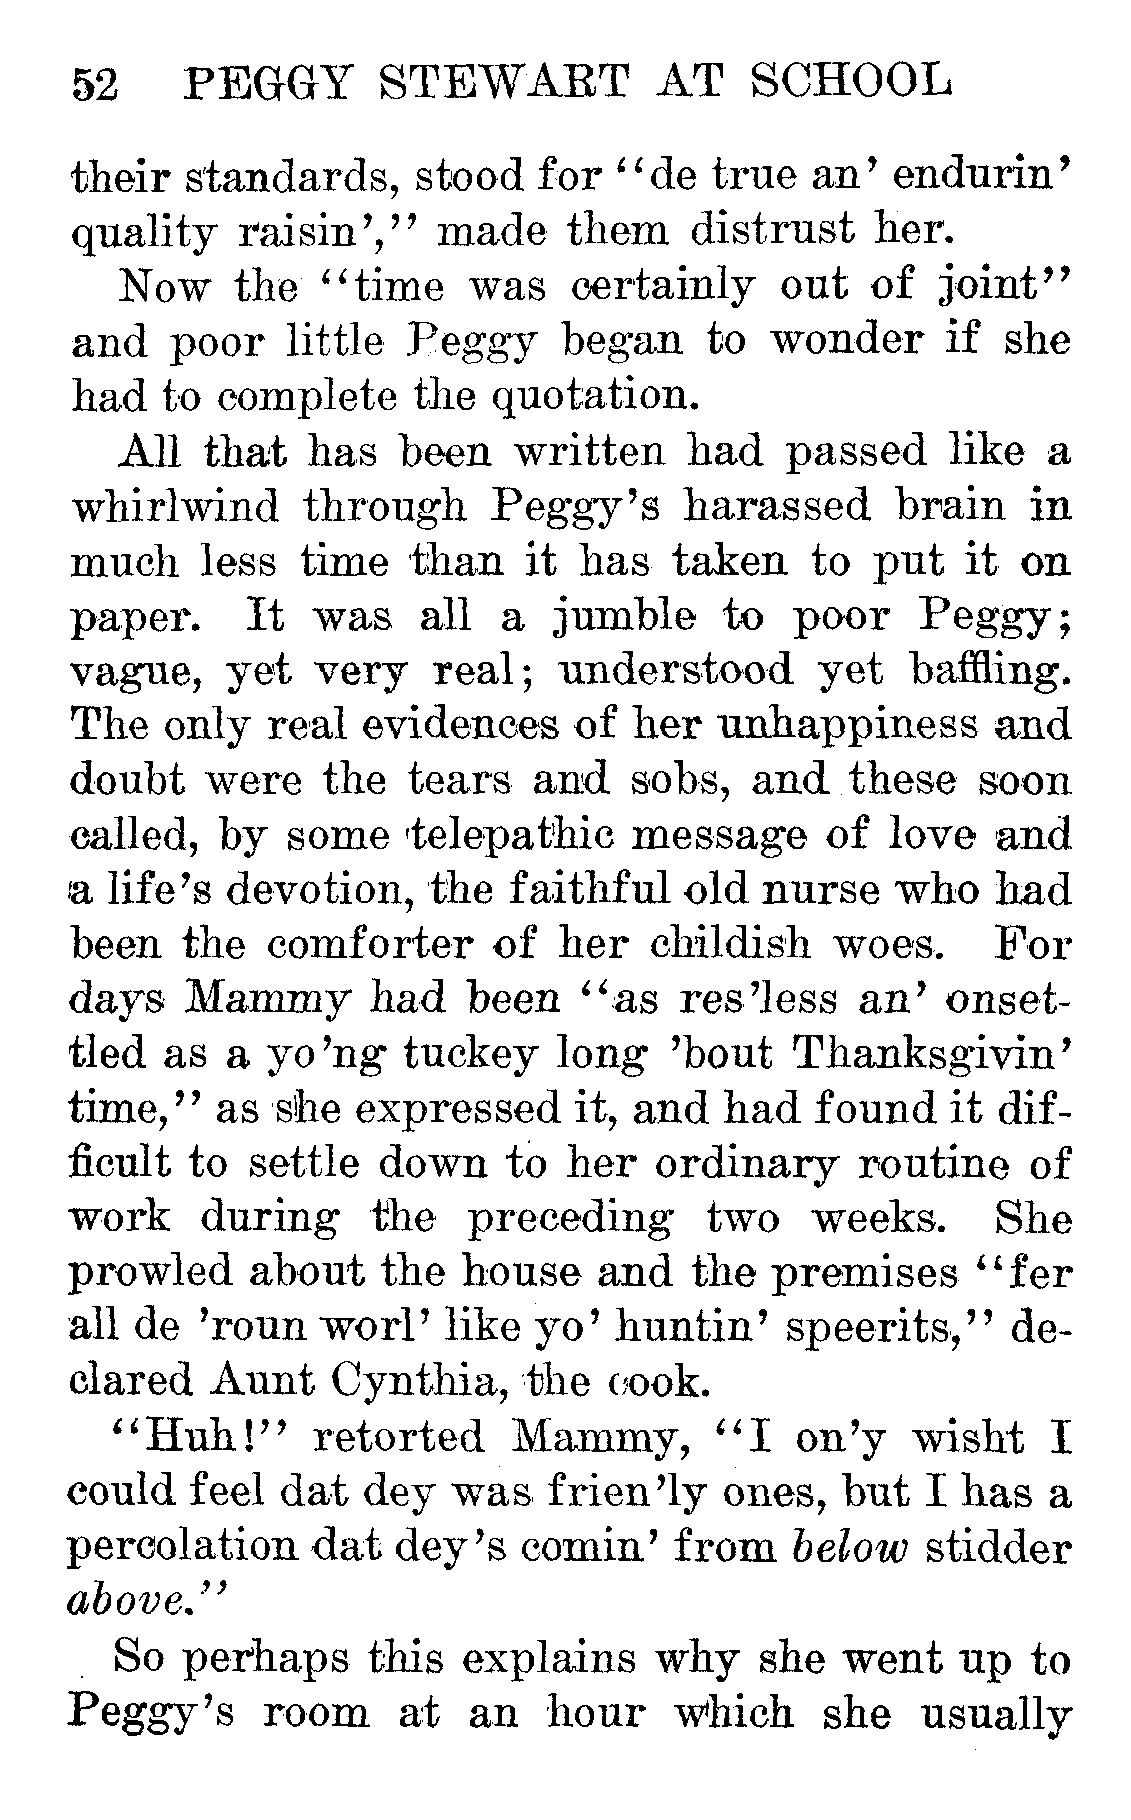 52 PEGGY STEWART AT SCHOOL
their standards, stood for "de true an' endurin'
quality raisin'," made them distrust her.
Now the "time was certainly out of joint"
and poor little Peggy began to wonder if she
had to complete the quotation.
All that has been written had passed like a
whirlwind through Peggy's harassed brain in
much less time than it has taken to put it on
paper. It was all a jumble to poor Peggy;
vague, yet very real; understood yet baffling.
The only real evidences of her unhappiness and
doubt were the tears and sobs, and these soon
called, by some telepathic message of love and
a life's devotion, the faithful old nurse who had
been the comforter of her childish woes. For
days Mammy had been "as res'less an' onset-
tled as a yo'ng tuckey long 'bout Thanksgivin'
time," as she expressed it, and had found it dif-
ficult to settle down to her ordinary routine of
work during the preceding two weeks. She
prowled about the house and the premises "fer
all de 'roun worl' like yo' huntin' speerits," de-
clared Aunt Cynthia, the cook.
"Huh!" retorted Mammy, "I on'y wisht I
could feel dat dey was frien'ly ones, but I has a
percolation dat dey's comin' from below stidder
above."
So perhaps this explains why she went up to
Peggy's room at an hour which she usually